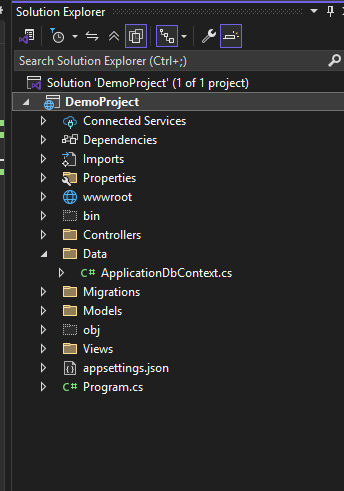 Solution Explorer
Search Solution Explorer (Ctrl+;)
Solution 'DemoProject' (1 of 1 project)
DemoProject
Connected Services
Dependencies
Imports
Properties
wwwroot
bin
Controllers
Data
C# ApplicationDbContext.cs
Migrations
Models
obj
Views
appsettings.json
C# Program.cs